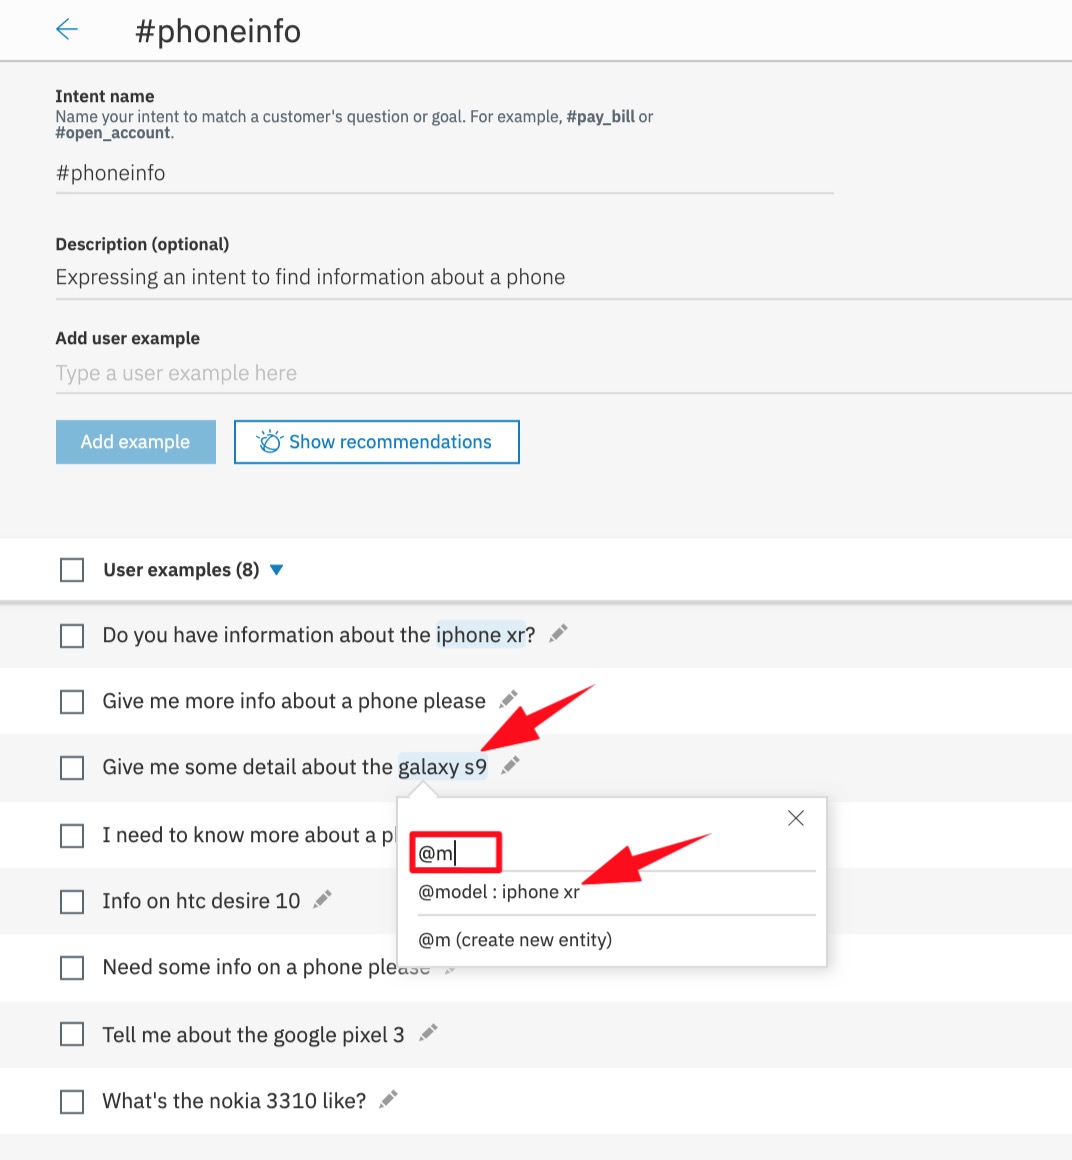 #phoneinfo
Intent name
Name your intent to match a customer's question or goal. For example, #pay_bill or
#open_account.
#phoneinfo
Description (optional)
Expressing an intent to find information about a phone
Add user example
Type a user example here
Add example
Show recommendations
User examples (8)
Do you have information about the iphone xr?
Give me more info about a phone please
Give me some detail about the galaxy s9
I need to know more about a
@m
@model : iphone xr
Info on htc desire 10
@m (create new entity)
Need some info on a phone please
Tell me about the google pixel 3
What's the nokia 3310 like?